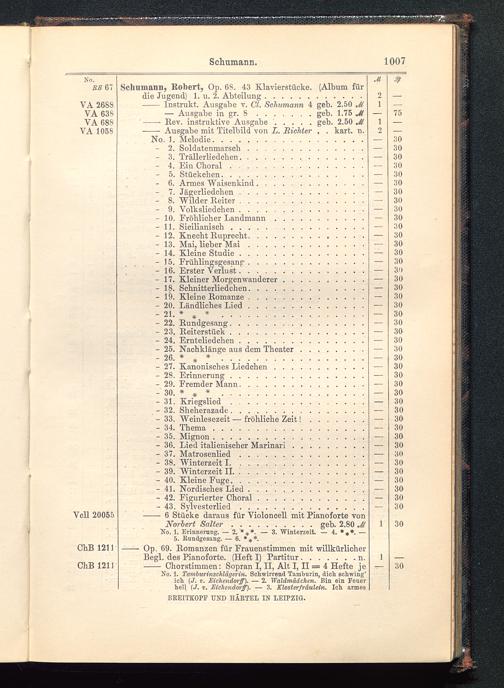 Schumann. 1007
No. ℳ ₰
RB 67 Schumann, Robert, Op. 68. 43 Klavierstücke. (Album für
die Jugend) 1. u. 2. Abteilung . . . 2 —
VA 2688 —— Instrukt. Ausgabe v. Cl. Schumann 4 geb. 2.50 ℳ 1 —
VA 638 — Ausgabe in gr. 8 . . . geb. 1.75 ℳ — 75
VA 688 —— Rev. instruktive Ausgabe . . . geb. 2.50 ℳ 1 —
VA 1058 —— Ausgabe mit Titelbild von L. Richter . . kart. n. 2 —
No. 1. Melodie . . . — 30
- 2. Soldatenmarsch . . . — 30
- 3. Trällerliedchen . . . — 30
- 4. Ein Choral . . . — 30
- 5. Stückchen . . . — 30
- 6. Armes Waisenkind . . . — 30
- 7. Jägerliedchen . . . — 30
- 8. Wilder Reiter . . . — 30
- 9. Volksliedchen . . . — 30
- 10. Fröhlicher Landmann . . . — 30
- 11. Sicilianisch . . . — 30
- 12. Knecht Ruprecht . . . — 30
- 13. Mai, lieber Mai . . . — 30
- 14. Kleine Studie . . . — 30
- 15. Frühlingsgesang . . . — 30
- 16. Erster Verlust . . . — 30
- 17. Kleiner Morgenwanderer . . . — 30
- 18. Schnitterliedchen . . . — 30
- 19. Kleine Romanze . . . — 30
- 20. Ländliches Lied . . . — 30
- 21. * * * . . . — 30
- 22. Rundgesang . . . — 30
- 23. Reiterstück . . . — 30
- 24. Ernteliedchen . . . — 30
- 25. Nachklänge aus dem Theater . . . — 30
- 26. * * * . . . — 30
- 27. Kanonisches Liedchen . . . — 30
- 28. Erinnerung . . . — 30
- 29. Fremder Mann . . . — 30
- 30. * * * . . . — 30
- 31. Kriegslied . . . — 30
- 32. Sheherazade . . . — 30
- 33. Weinlesezeit — fröhliche Zeit! . . . — 30
- 34. Thema . . . — 30
- 35. Mignon . . . — 30
- 36. Lied italienischer Marinari . . . — 30
- 37. Matrosenlied . . . — 30
- 38. Winterzeit I. . . . — 30
- 39. Winterzeit II. . . . — 30
- 40. Kleine Fuge . . . — 30
- 41. Nordisches Lied . . . — 30
- 42. Figurierter Choral . . . — 30
- 43. Sylvesterlied . . . — 30
Vcll 20055 —— 6 Stücke daraus für Violoncell mit Pianoforte von
Norbert Salter . . . geb. 2.80 ℳ 1 30
No. 1. Erinnerung. — 2. * * *. — 3. Winterzeit. — 4. * * *. —
5. Rundgesang. — 6. * * *.
ChB 1211 —— Op. 69. Romanzen für Frauenstimmen mit willkürlicher
Begl. des Pianoforte. (Heft I) Partitur . . . n. 1 —
ChB 1211 —— Chorstimmen: Sopran I, II, Alt I, II = 4 Hefte je — 30
No. 1. Tamburinschlägerin. Schwirrend Tamburin, dich schwing'
ich (J. v. Eichendorff). — 2. Waldmädchen. Bin ein Feuer
hell (J. v. Eichendorff). — 3. Klosterfräulein. Ich armes
BREITKOPF UND HÄRTEL IN LEIPZIG.